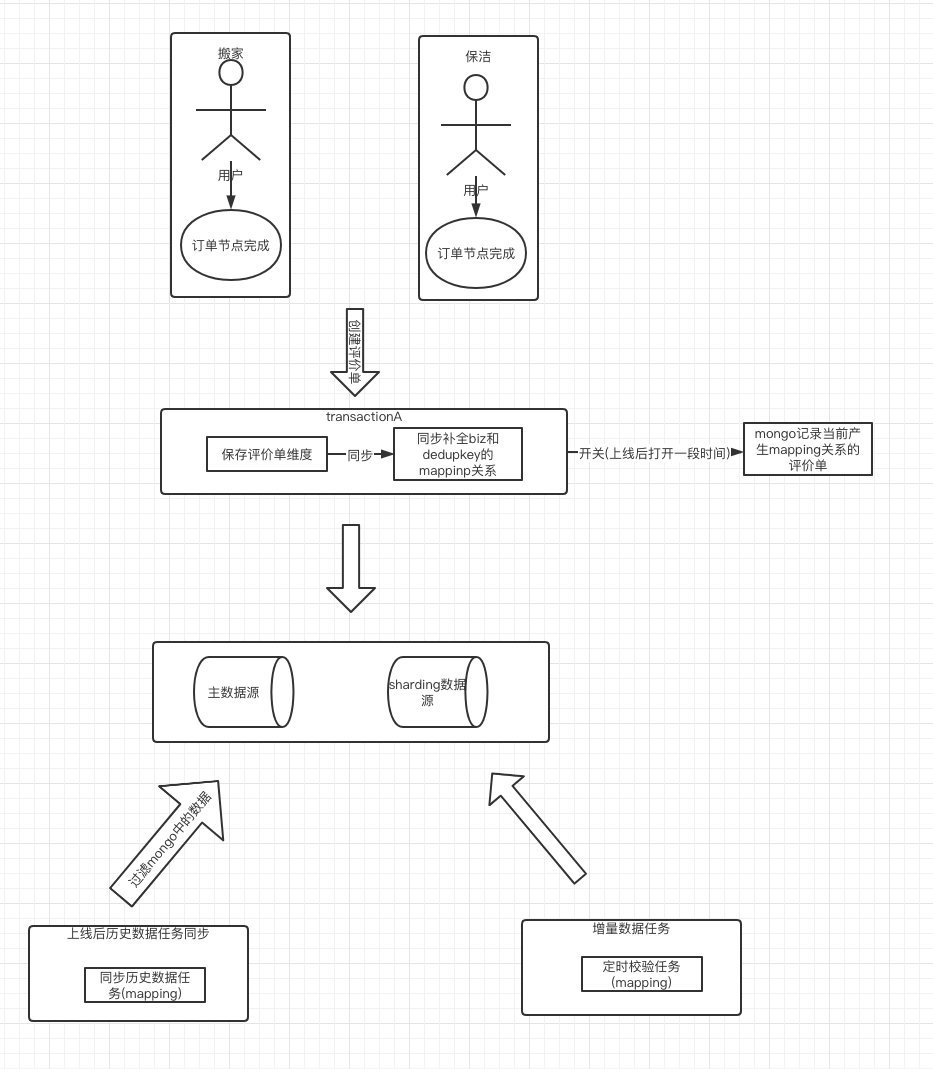 搬家
用户
订单节点完成
保洁
用户
订单节点完成
创建评价单
transactionA
保存评价单维度
同步
同步补全biz和
dedupkey的
mappinp关系
开关(上线后打开一段时间)
mongo记录当前产
生mapping关系的
评价单
主数据源
sharding数据
源
过滤mongo中的数据
上线后历史数据任务同步
同步历史数据任
务(mapping)
增量数据任务
定时校验任务
(mapping)